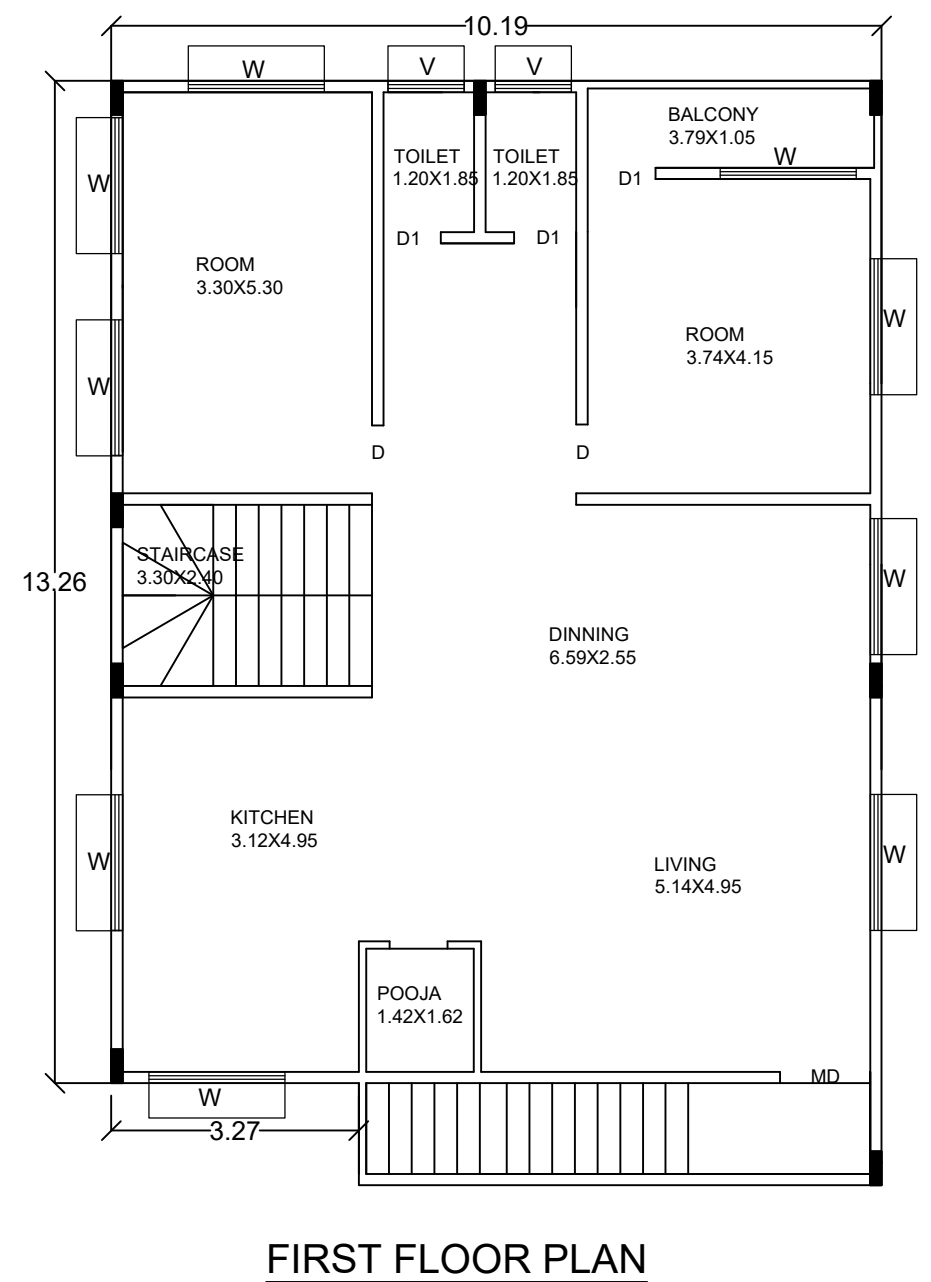 10.19
W
V
V
BALCONY
3.79X1.05
W
TOILET
1.20X1.85
TOILET
1.20X1.85
D1
W
D1
D1
ROOM
3.30X5.30
W
ROOM
3.74X4.15
W
D
D
STAIRCASE
3.30X2.40
13.26
W
DINNING
6.59X2.55
KITCHEN
3.12X4.95
W
LIVING
5.14X4.95
W
POOJA
1.42X1.62
MD
W
3.27
FIRST FLOOR PLAN